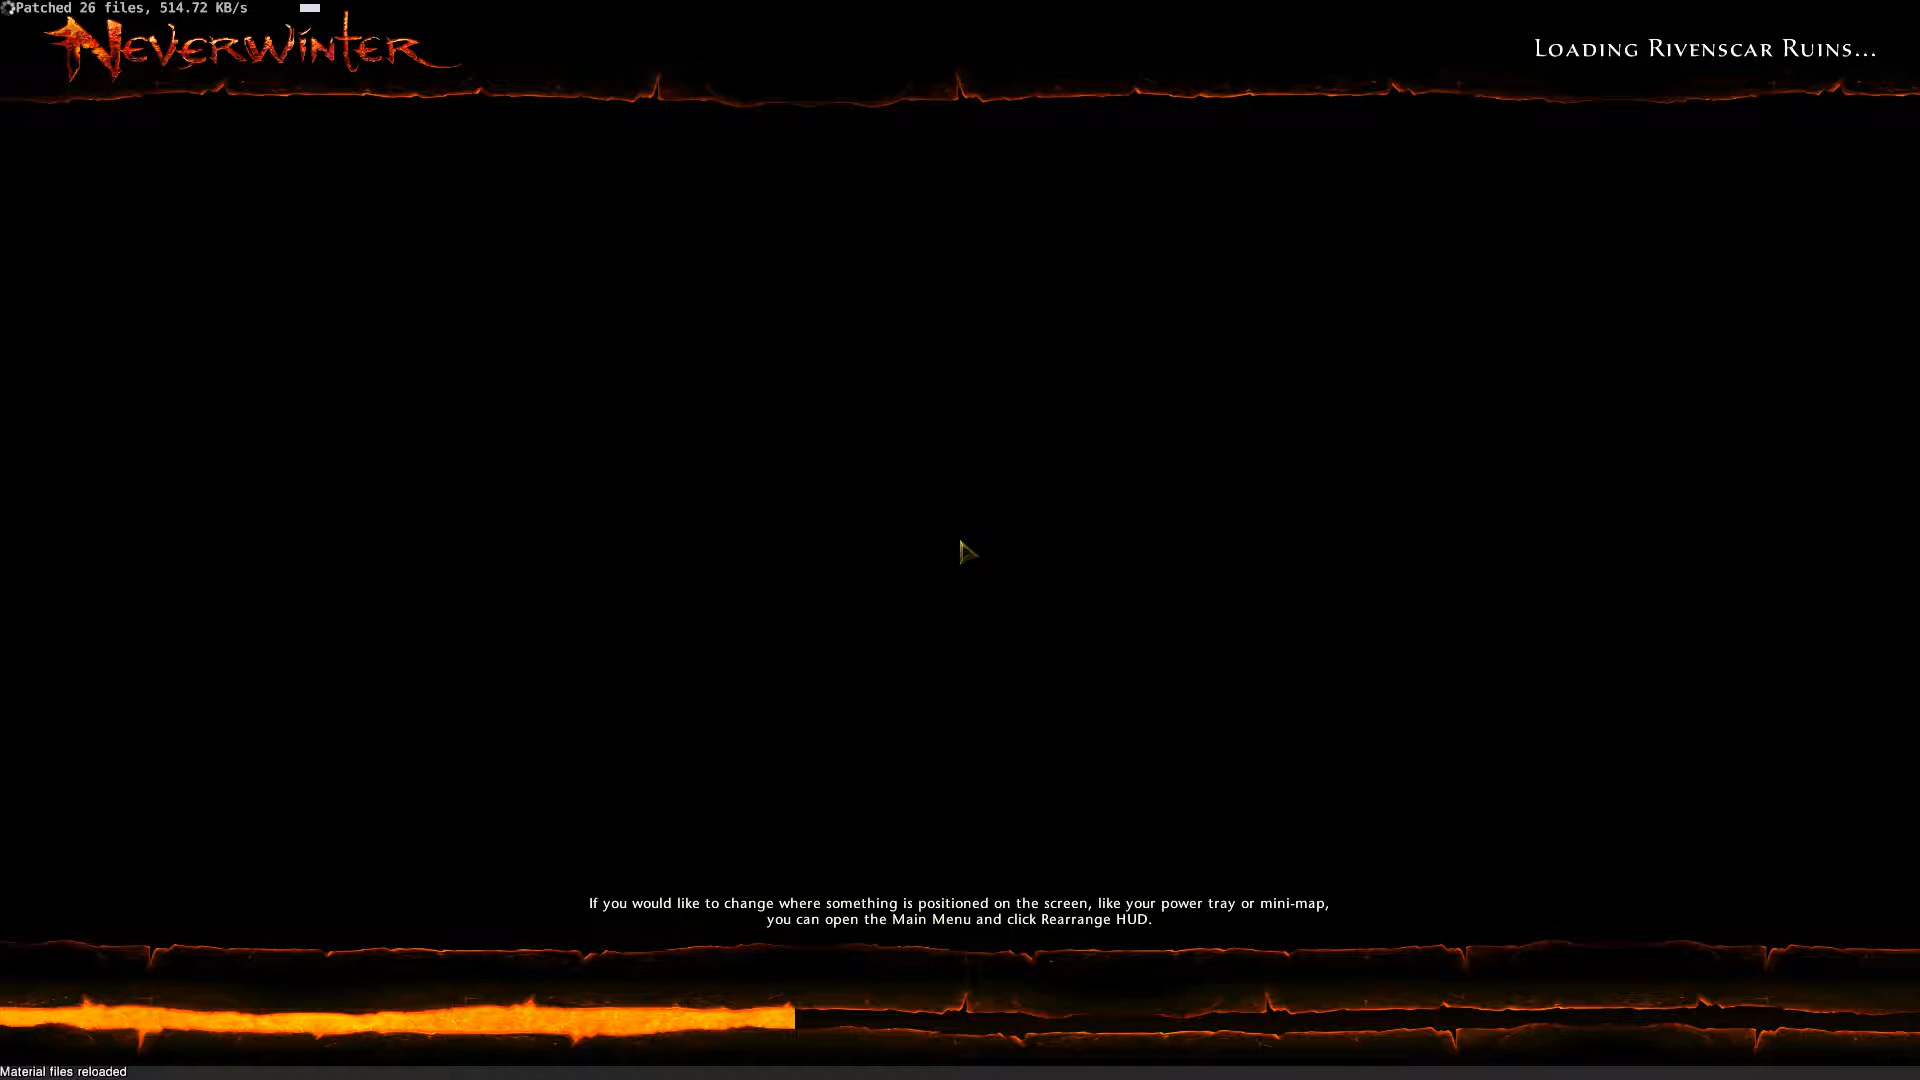 Patched 26 files, 514.72 KB/s
NEVERWINTER
LOADING RIVENSCAR RUINS...
If you would like to change where something is positioned on the screen, like your power tray or mini-map,
you can open the Main Menu and click Rearrange HUD.
Material files reloaded